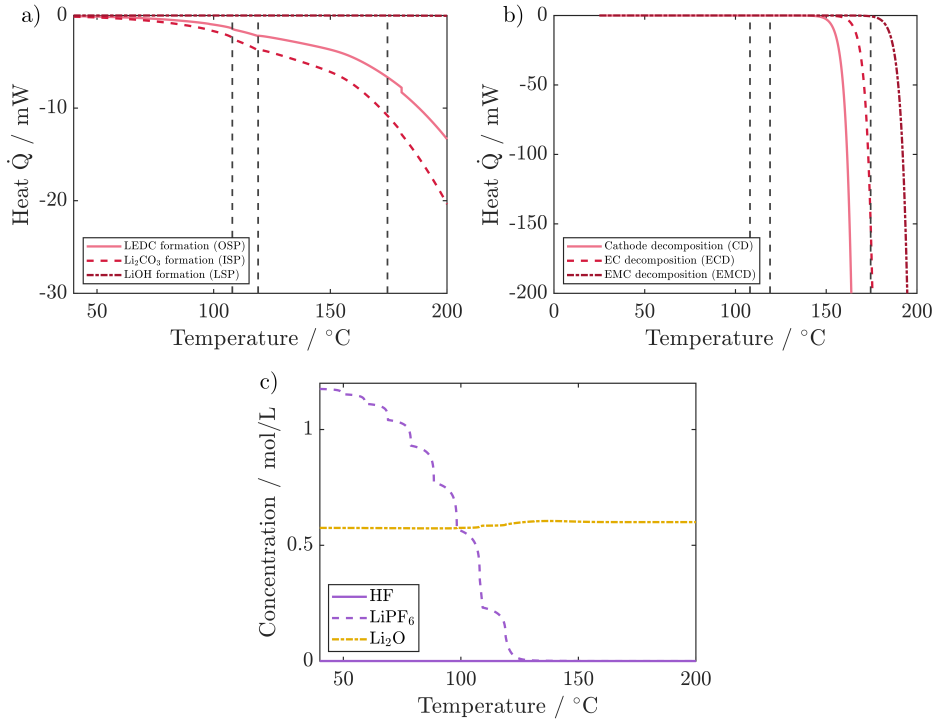 a)
0
-10
-20
-30
Heat Q̇ / mW
50
100
150
200
Temperature / °C
LEDC formation (OSP)
Li₂CO₃ formation (ISP)
LiOH formation (LSP)
b)
0
-50
-100
-150
-200
Heat Q̇ / mW
0
50
100
150
200
Temperature / °C
Cathode decomposition (CD)
EC decomposition (ECD)
EMC decomposition (EMCD)
c)
1
0.5
0
Concentration / mol/L
50
100
150
200
Temperature / °C
HF
LiPF₆
Li₂O